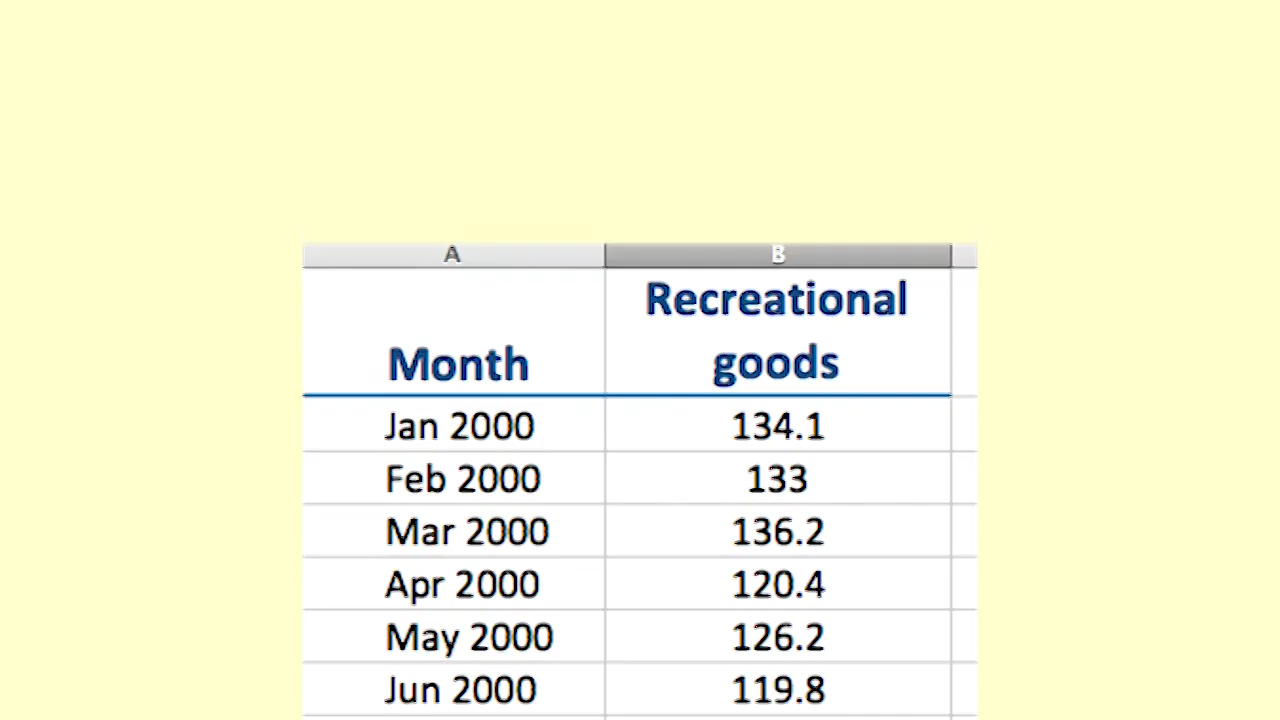 A B
Recreational
Month goods
Jan 2000 134.1
Feb 2000 133
Mar 2000 136.2
Apr 2000 120.4
May 2000 126.2
Jun 2000 119.8